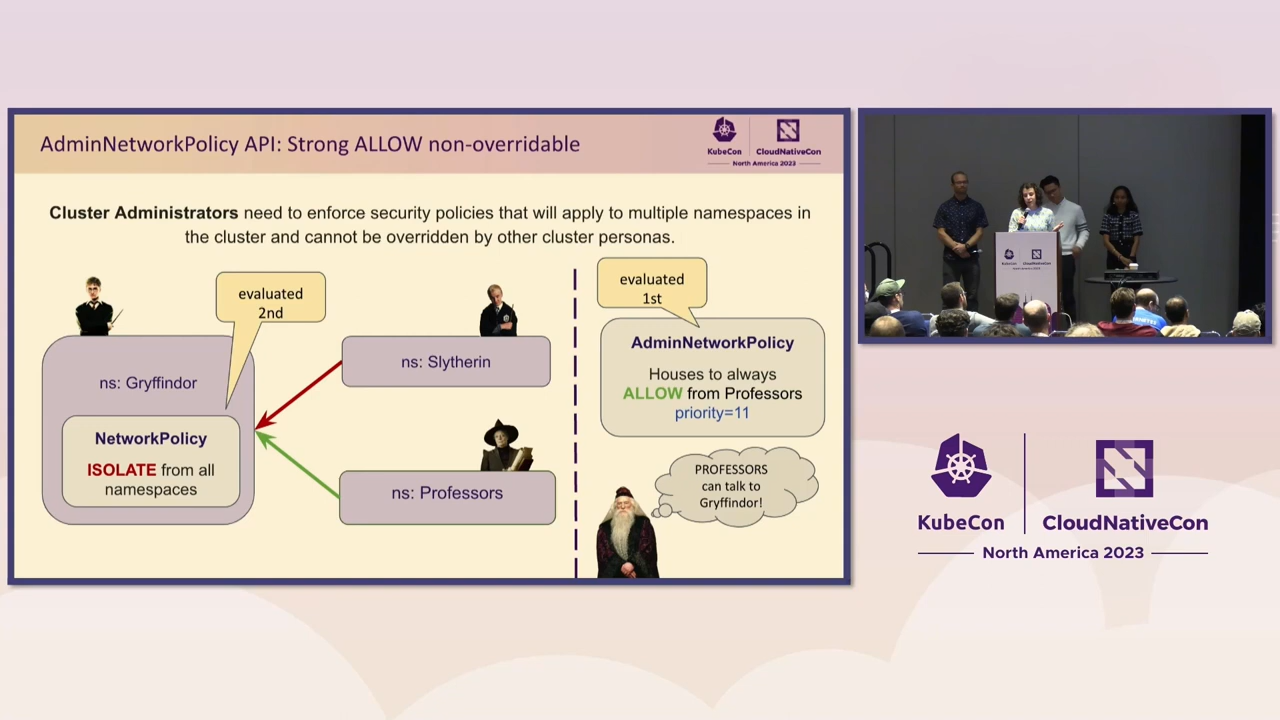 AdminNetworkPolicy API: Strong ALLOW non-overridable
KubeCon
CloudNativeCon
North America 2023
Cluster Administrators need to enforce security policies that will apply to multiple namespaces in
the cluster and cannot be overridden by other cluster personas.
evaluated
2nd
ns: Gryffindor
NetworkPolicy
ISOLATE from all
namespaces
ns: Slytherin
ns: Professors
evaluated
1st
AdminNetworkPolicy
Houses to always
ALLOW from Professors
priority=11
PROFESSORS
can talk to
Gryffindor!
KubeCon
CloudNativeCon
North America 2023